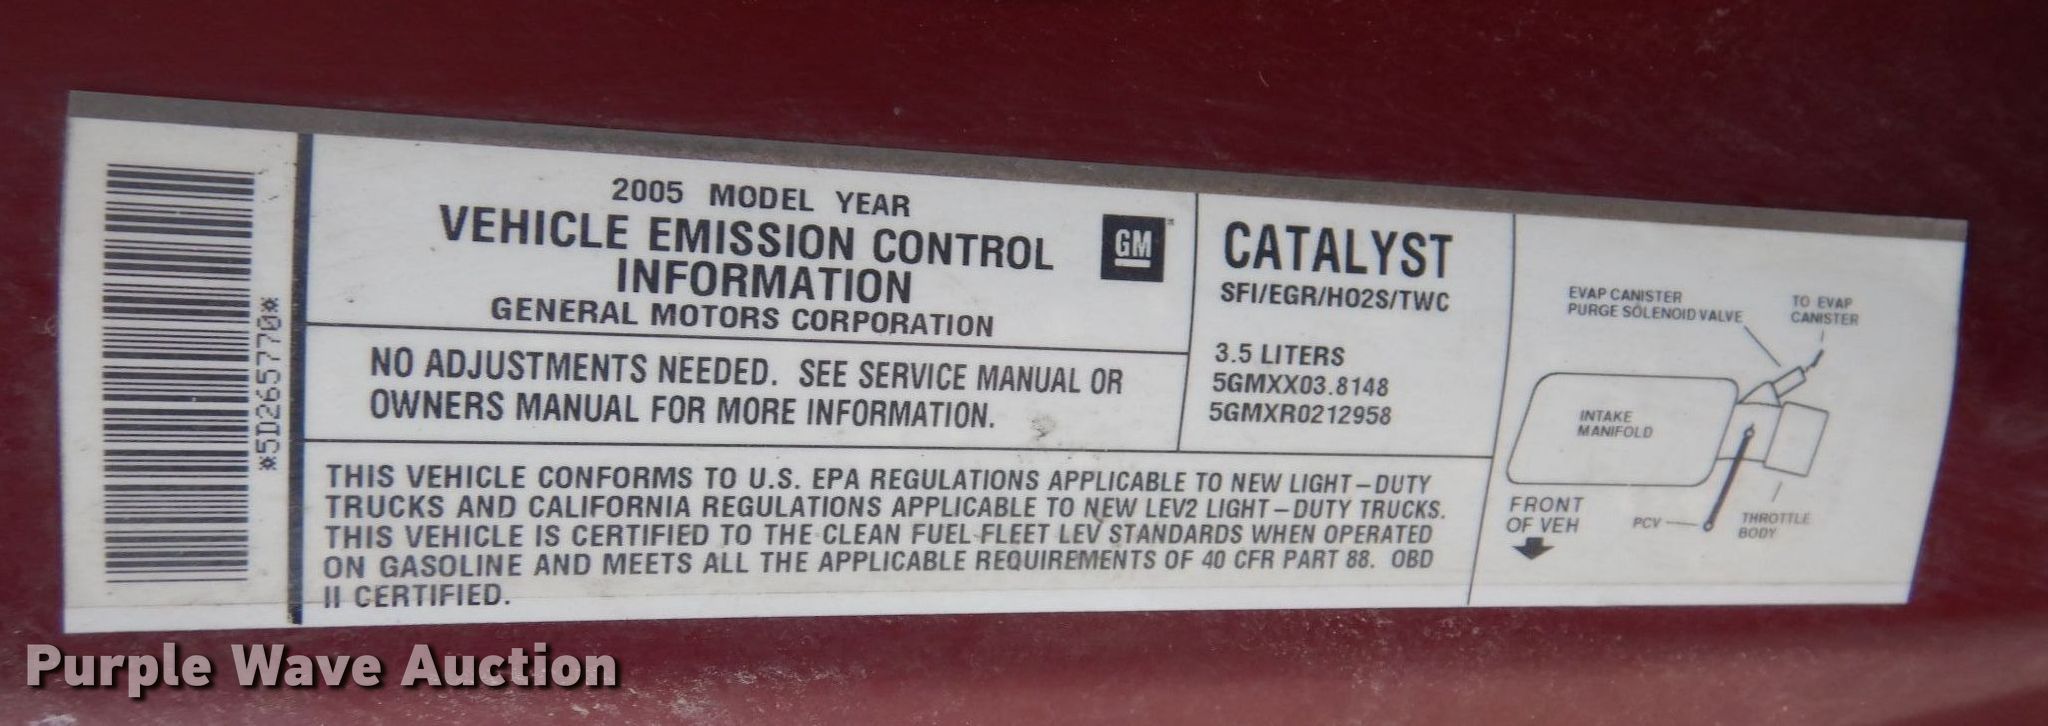 *5D265770*
2005 MODEL YEAR
VEHICLE EMISSION CONTROL
INFORMATION
GENERAL MOTORS CORPORATION
GM
NO ADJUSTMENTS NEEDED. SEE SERVICE MANUAL OR
OWNERS MANUAL FOR MORE INFORMATION.
CATALYST
SFI/EGR/HO2S/TWC
3.5 LITERS
5GMXX03.8148
5GMXR0212958
THIS VEHICLE CONFORMS TO U.S. EPA REGULATIONS APPLICABLE TO NEW LIGHT-DUTY
TRUCKS AND CALIFORNIA REGULATIONS APPLICABLE TO NEW LEV2 LIGHT-DUTY TRUCKS.
THIS VEHICLE IS CERTIFIED TO THE CLEAN FUEL FLEET LEV STANDARDS WHEN OPERATED
ON GASOLINE AND MEETS ALL THE APPLICABLE REQUIREMENTS OF 40 CFR PART 88. OBD
II CERTIFIED.
EVAP CANISTER
PURGE SOLENOID VALVE
TO EVAP
CANISTER
INTAKE
MANIFOLD
FRONT
OF VEH
PCV
THROTTLE
BODY
Purple Wave Auction